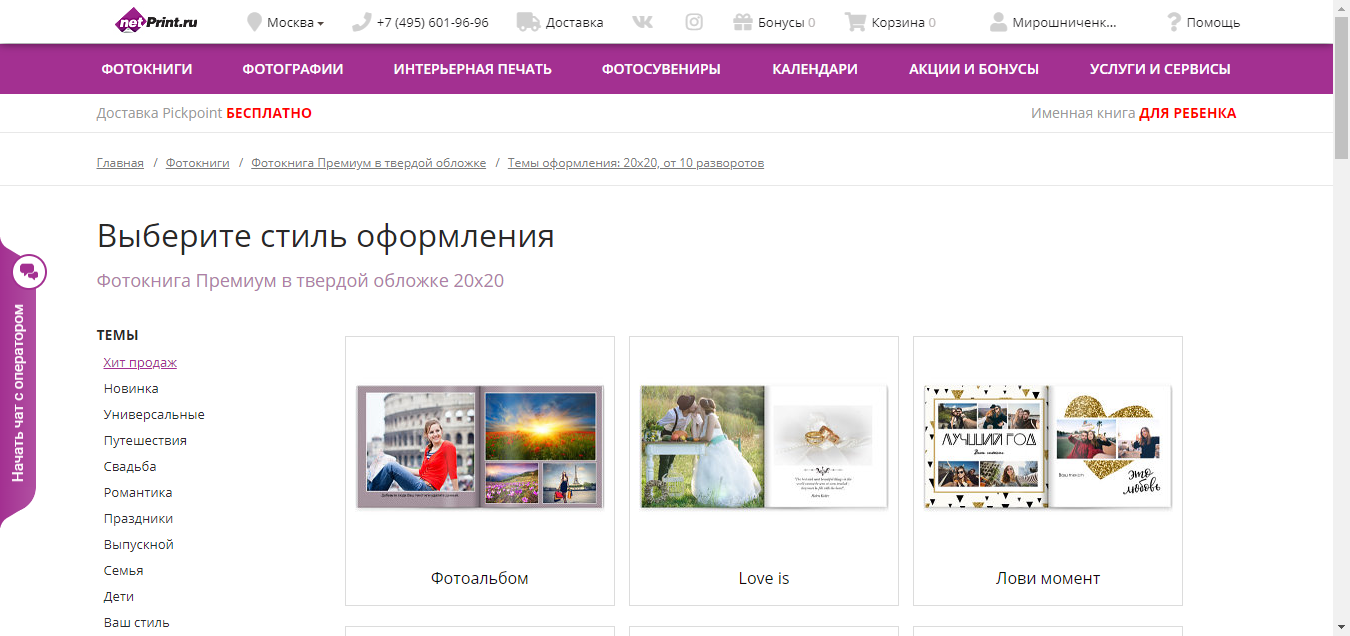 netPrint.ru Москва +7 (495) 601-96-96 Доставка Бонусы 0 Корзина 0 Мирошниченк... Помощь
ФОТОКНИГИ ФОТОГРАФИИ ИНТЕРЬЕРНАЯ ПЕЧАТЬ ФОТОСУВЕНИРЫ КАЛЕНДАРИ АКЦИИ И БОНУСЫ УСЛУГИ И СЕРВИСЫ
Доставка Pickpoint БЕСПЛАТНО Именная книга ДЛЯ РЕБЕНКА
Главная / Фотокниги / Фотокнига Премиум в твердой обложке / Темы оформления: 20x20, от 10 разворотов
Выберите стиль оформления
Фотокнига Премиум в твердой обложке 20x20
Начать чат с оператором
ТЕМЫ
Хит продаж
Новинка
Универсальные
Путешествия
Свадьба
Романтика
Праздники
Выпускной
Семья
Дети
Ваш стиль
ЛУЧШИЙ ГОД
Ваш текст
это
любовь
Фотоальбом Love is Лови момент